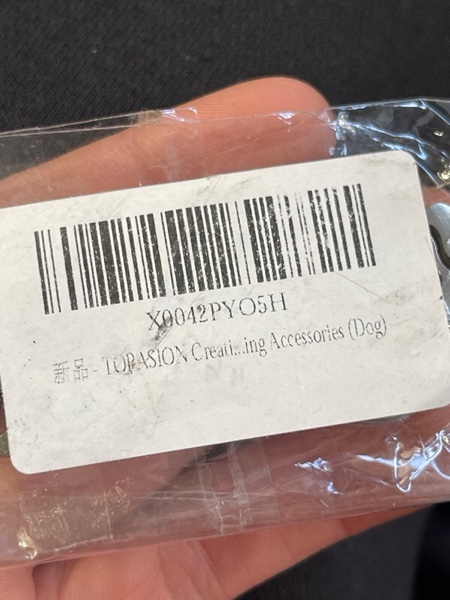 X0042PYO5H
新品 - TOPASION Creati...ing Accessories (Dog)